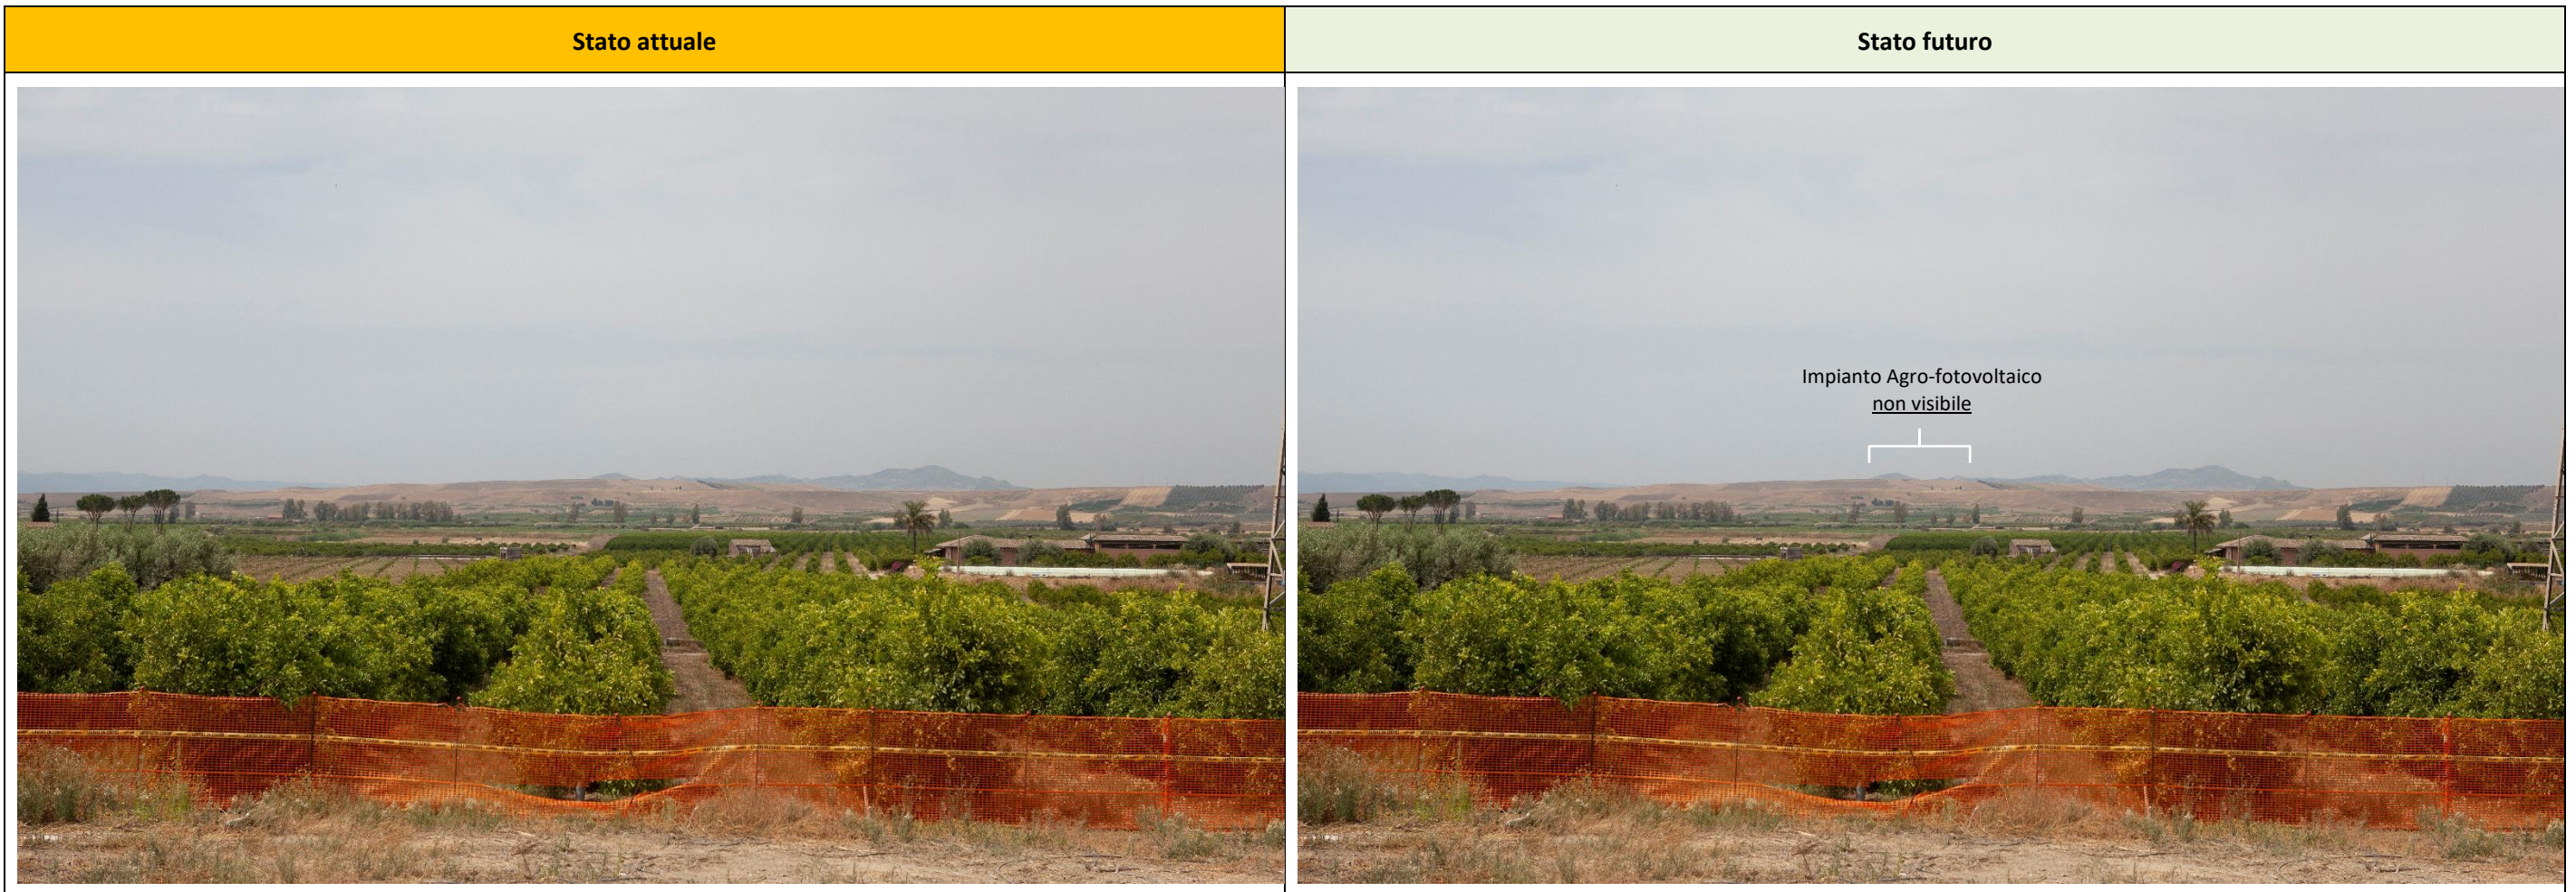 Stato attuale
Stato futuro
Impianto Agro-fotovoltaico
non visibile